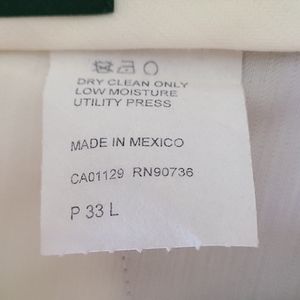 DRY CLEAN ONLY
LOW MOISTURE
UTILITY PRESS
MADE IN MEXICO
CA01129 RN90736
P 33 L